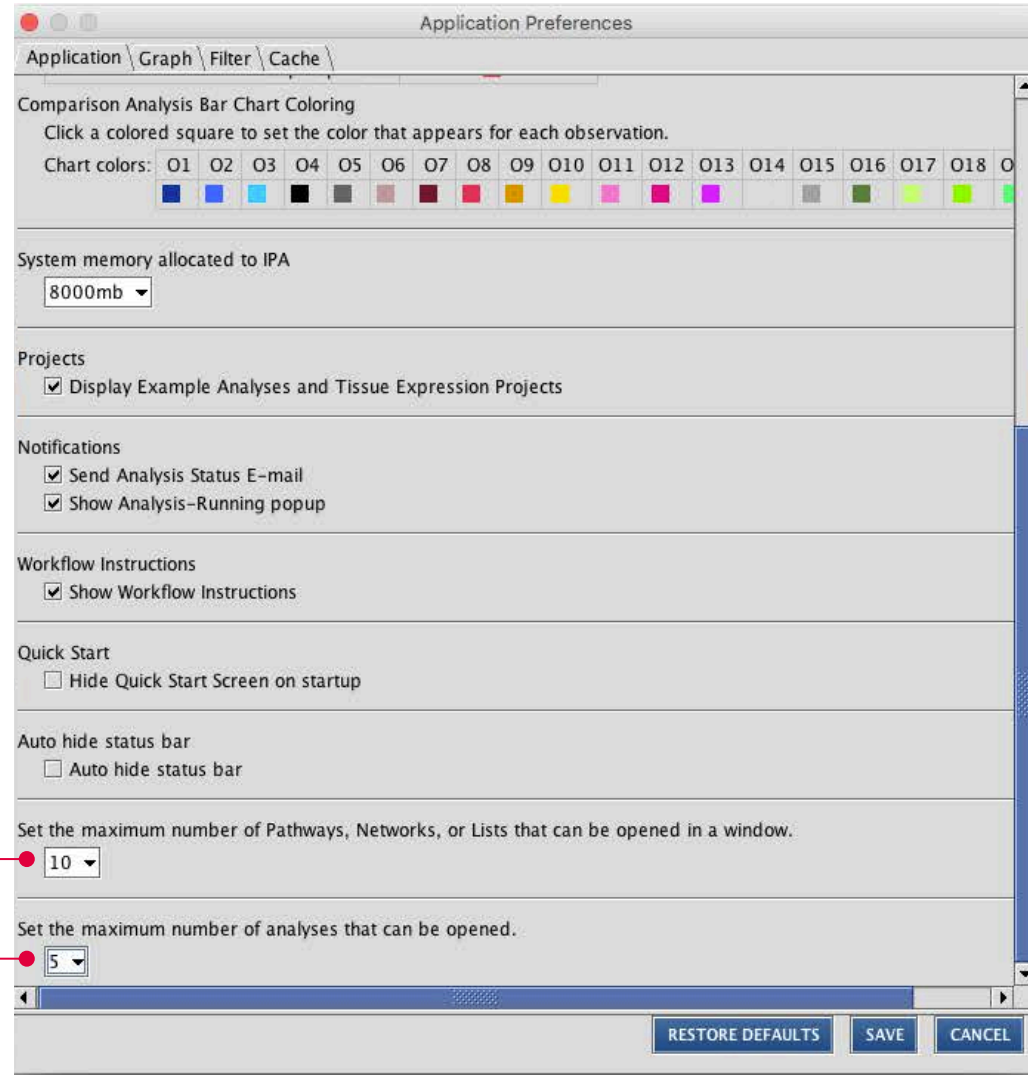 Application Preferences
Application Graph Filter Cache
Comparison Analysis Bar Chart Coloring
Click a colored square to set the color that appears for each observation.
Chart colors: O1 O2 O3 O4 O5 O6 O7 O8 O9 O10 O11 O12 O13 O14 O15 O16 O17 O18
System memory allocated to IPA
8000mb
Projects
Display Example Analyses and Tissue Expression Projects
Notifications
Send Analysis Status E-mail
Show Analysis-Running popup
Workflow Instructions
Show Workflow Instructions
Quick Start
Hide Quick Start Screen on startup
Auto hide status bar
Auto hide status bar
Set the maximum number of Pathways, Networks, or Lists that can be opened in a window.
10
Set the maximum number of analyses that can be opened.
5
RESTORE DEFAULTS SAVE CANCEL